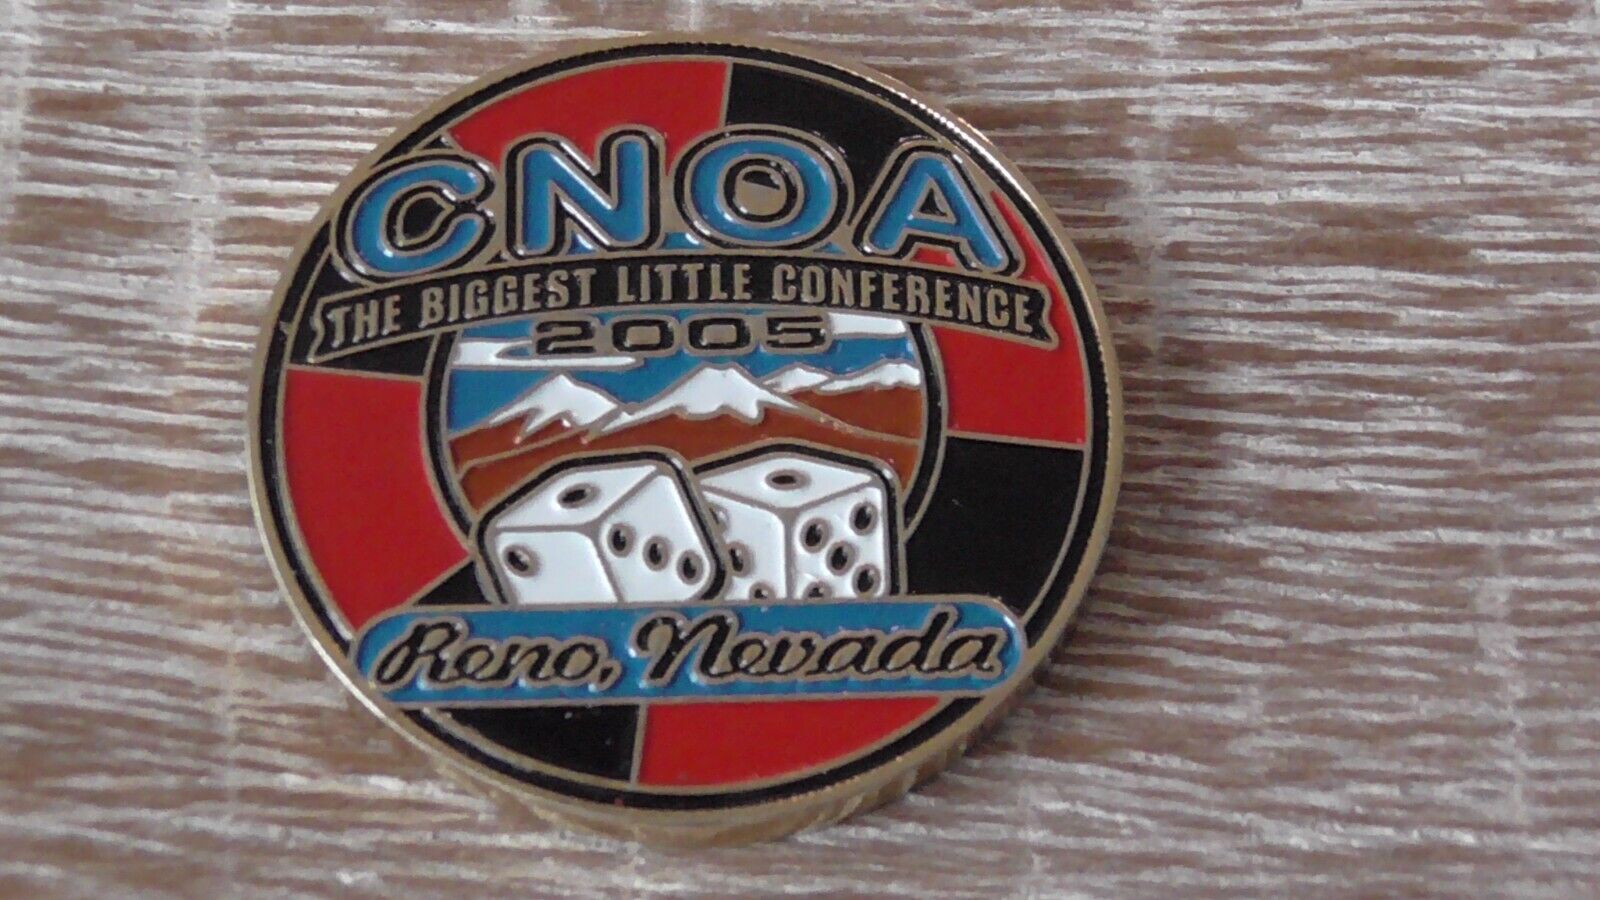 CNOA
THE BIGGEST LITTLE CONFERENCE
2005
Reno, Nevada